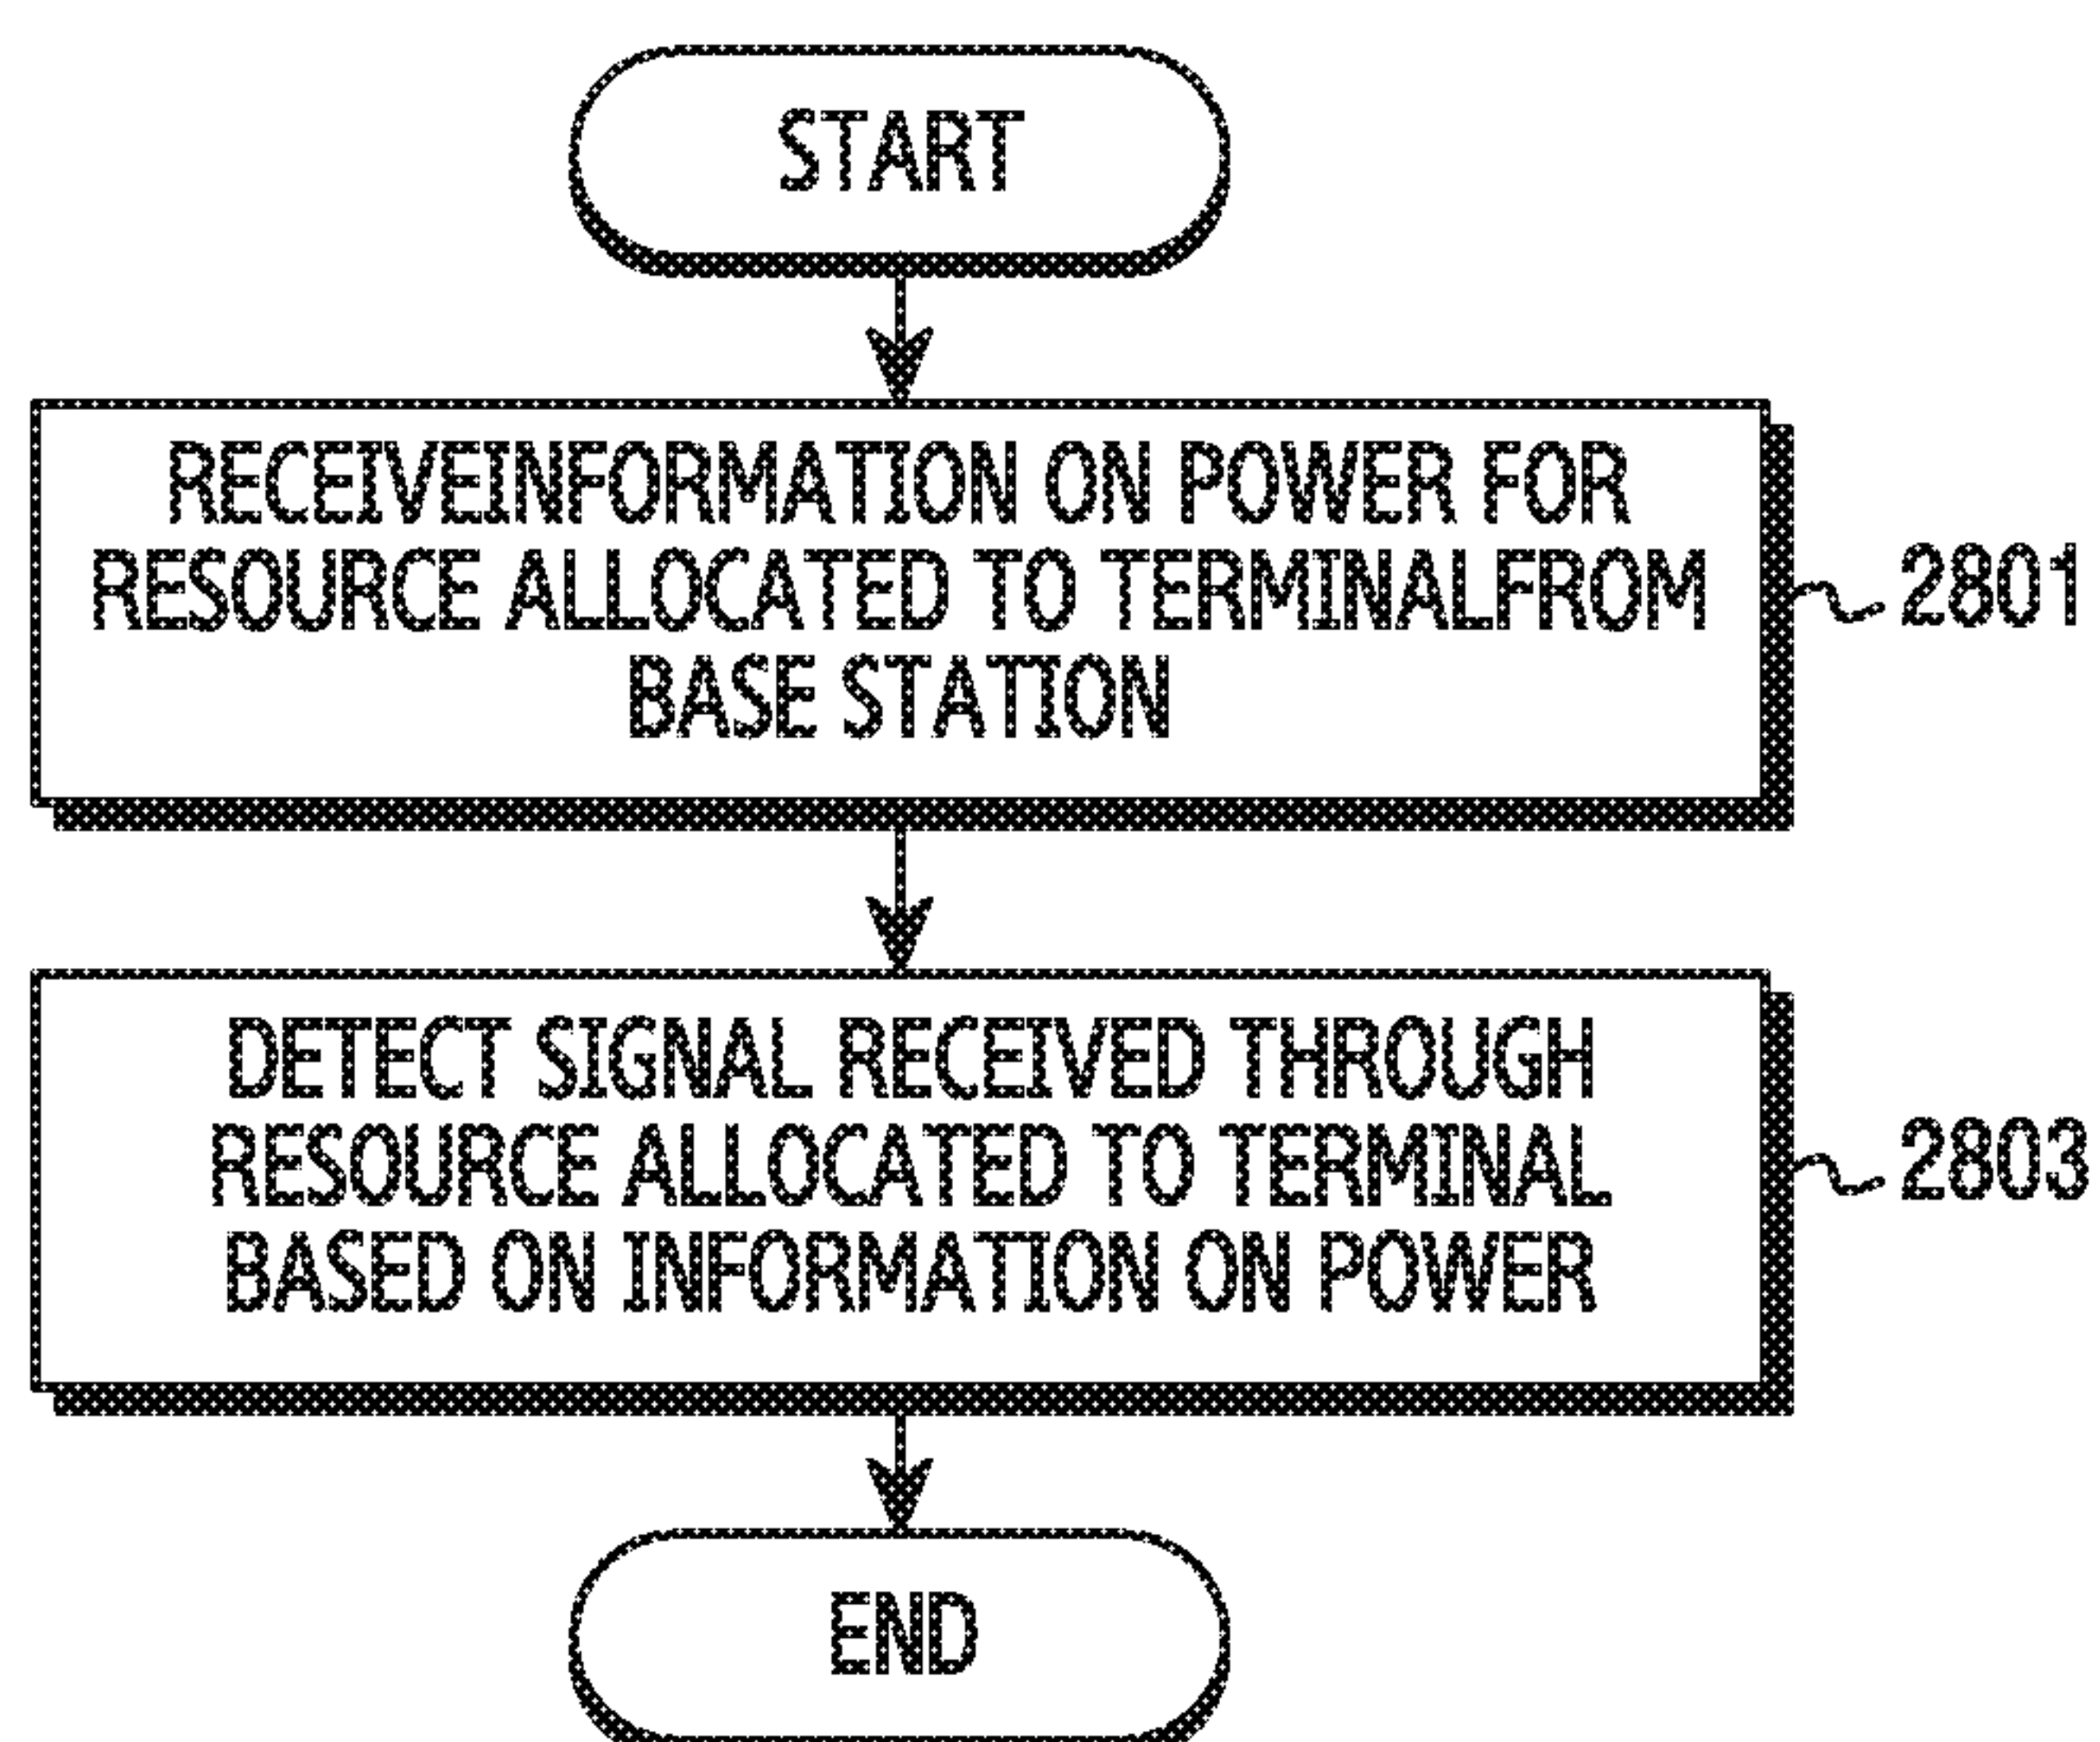 START
RECEIVEINFORMATION ON POWER FOR
RESOURCE ALLOCATED TO TERMINALFROM
BASE STATION
2801
DETECT SIGNAL RECEIVED THROUGH
RESOURCE ALLOCATED TO TERMINAL
BASED ON INFORMATION ON POWER
2803
END